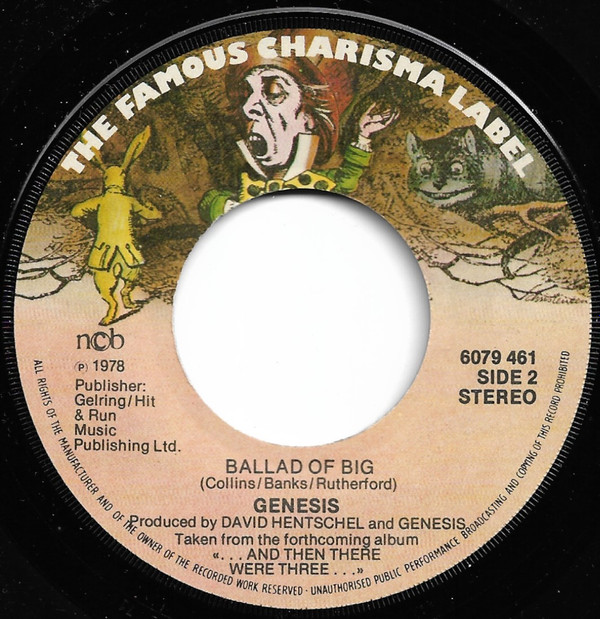 THE FAMOUS CHARISMA LABEL
ncb
Ⓟ 1978
Publisher:
Gelring/Hit
& Run
Music
Publishing Ltd.
6079 461
SIDE 2
STEREO
BALLAD OF BIG
(Collins/Banks/Rutherford)
GENESIS
Produced by DAVID HENTSCHEL and GENESIS
Taken from the forthcoming album
«...AND THEN THERE
WERE THREE...»
ALL RIGHTS OF THE MANUFACTURER AND OF THE OWNER OF THE RECORDED WORK RESERVED · UNAUTHORISED PUBLIC PERFORMANCE BROADCASTING AND COPYING OF THIS RECORD PROHIBITED